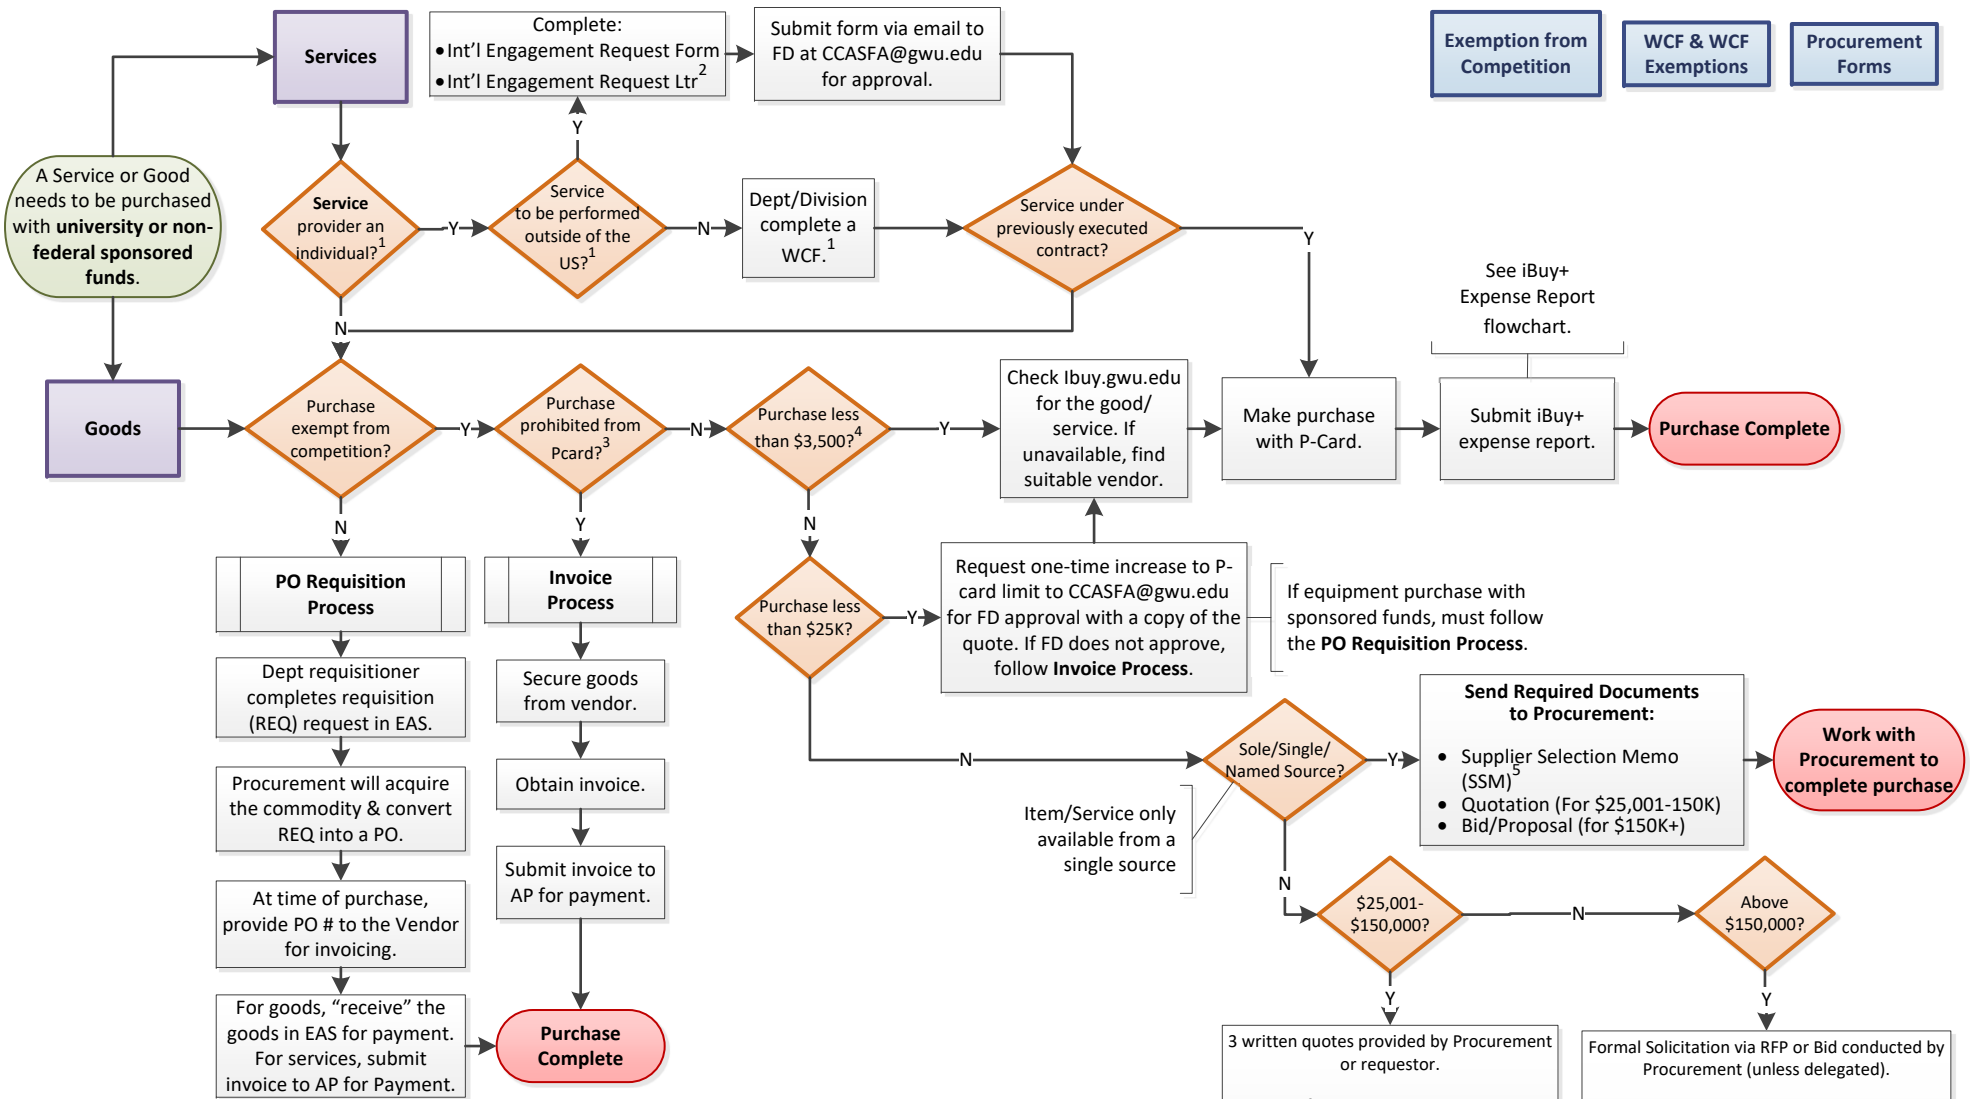 Services
Complete:
•Int'l Engagement Request Form
•Int'l Engagement Request Ltr2
Submit form via email to
FD at CCASFA@gwu.edu
for approval.
Exemption from
Competition
WCF & WCF
Exemptions
Procurement
Forms
A Service or Good
needs to be purchased
with university or non-
federal sponsored
funds.
Service
provider an
individual?1
Y
Y
Service
to be performed
outside of the
US?1
N
Dept/Division
complete a
WCF.1
Service under
previously executed
contract?
Y
N
See iBuy+
Expense Report
flowchart.
Goods
Purchase
exempt from
competition?
Y
Purchase
prohibited from
Pcard?3
N
Purchase less
than $3,500?4
Y
Check Ibuy.gwu.edu
for the good/
service. If
unavailable, find
suitable vendor.
Make purchase
with P-Card.
Submit iBuy+
expense report.
Purchase Complete
N
Y
N
PO Requisition
Process
Invoice
Process
Purchase less
than $25K?
Y
Request one-time increase to P-
card limit to CCASFA@gwu.edu
for FD approval with a copy of the
quote. If FD does not approve,
follow Invoice Process.
If equipment purchase with
sponsored funds, must follow
the PO Requisition Process.
Dept requisitioner
completes requisition
(REQ) request in EAS.
Secure goods
from vendor.
N
Sole/Single/
Named Source?
Y
Send Required Documents
to Procurement:
• Supplier Selection Memo
(SSM)5
• Quotation (For $25,001-150K)
• Bid/Proposal (for $150K+)
Work with
Procurement to
complete purchase
Procurement will acquire
the commodity & convert
REQ into a PO.
Obtain invoice.
Item/Service only
available from a
single source
Submit invoice to
AP for payment.
N
At time of purchase,
provide PO # to the Vendor
for invoicing.
$25,001-
$150,000?
N
Above
$150,000?
Y
Y
For goods, “receive” the
goods in EAS for payment.
For services, submit
invoice to AP for Payment.
Purchase
Complete
3 written quotes provided by Procurement
or requestor.
Formal Solicitation via RFP or Bid conducted by
Procurement (unless delegated).